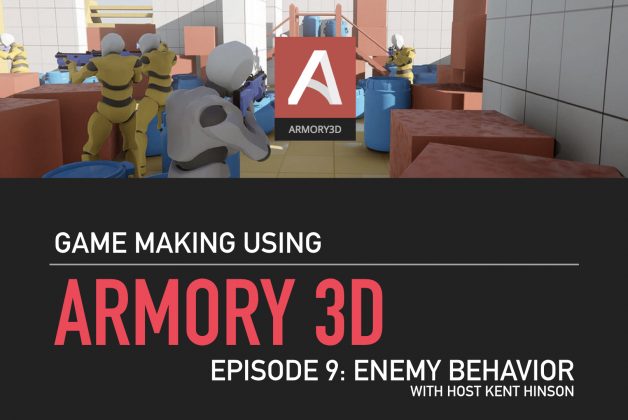 ARMORY3D
GAME MAKING USING
ARMORY 3D
EPISODE 9: ENEMY BEHAVIOR
WITH HOST KENT HINSON